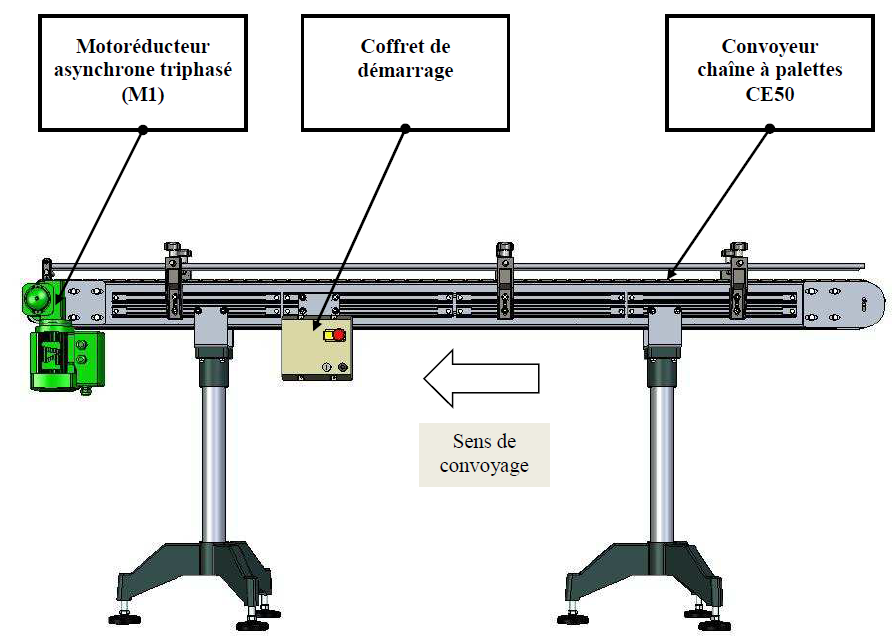 Motoréducteur
asynchrone triphasé
(M1)
Coffret de
démarrage
Convoyeur
chaîne à palettes
CE50
Sens de
convoyage